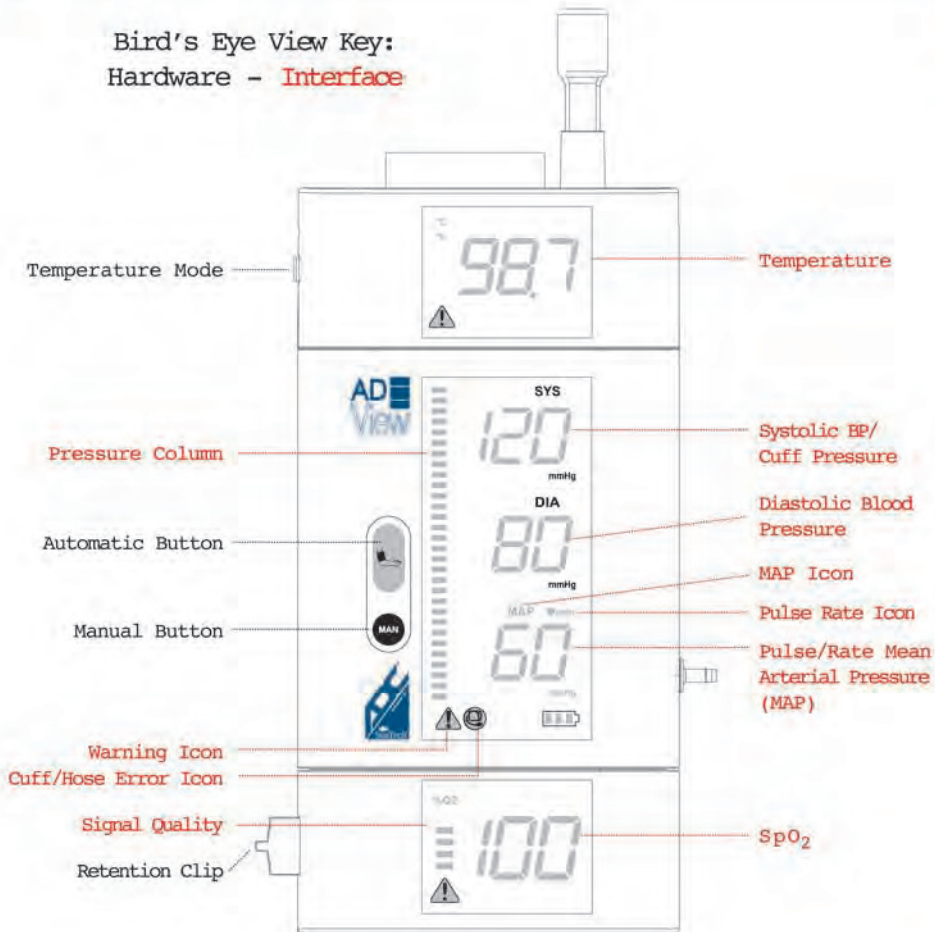 Bird's Eye View Key:
Hardware - Interface
98.7
Temperature Mode
Temperature
AD
View
SYS
120
mmHg
Systolic BP/
Cuff Pressure
Pressure Column
DIA
80
mmHg
Diastolic Blood
Pressure
Automatic Button
MAP Icon
MAP
Pulse Rate Icon
Manual Button
MAN
60
Pulse/Rate Mean
Arterial Pressure
(MAP)
mmHg
Warning Icon
Cuff/Hose Error Icon
Signal Quality
100
SpO₂
Retention Clip